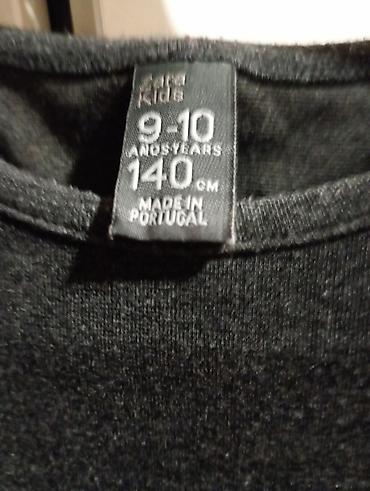 Zara
Kids
9-10
AÑOS-YEARS
140 CM
MADE IN
PORTUGAL